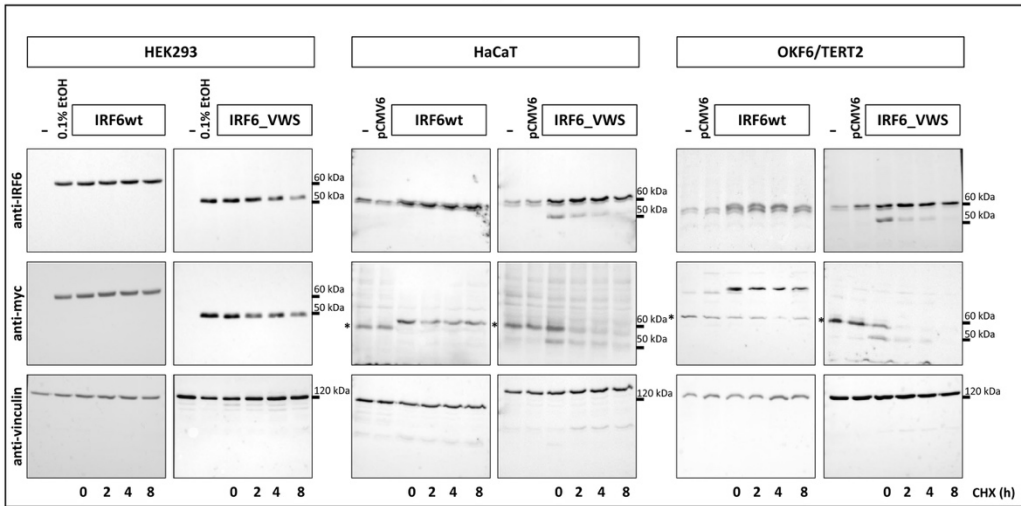 HEK293 HaCaT OKF6/TERT2
– 0.1% EtOH IRF6wt 0.1% EtOH IRF6_VWS – pCMV6 IRF6wt – pCMV6 IRF6_VWS – pCMV6 IRF6wt – pCMV6 IRF6_VWS
anti-IRF6 60 kDa 50 kDa 60 kDa 50 kDa 60 kDa 50 kDa
anti-myc 60 kDa 50 kDa * * 60 kDa 50 kDa * * 60 kDa 50 kDa
anti-vinculin 120 kDa 120 kDa 120 kDa
0 2 4 8 0 2 4 8 0 2 4 8 0 2 4 8 0 2 4 8 0 2 4 8 CHX (h)